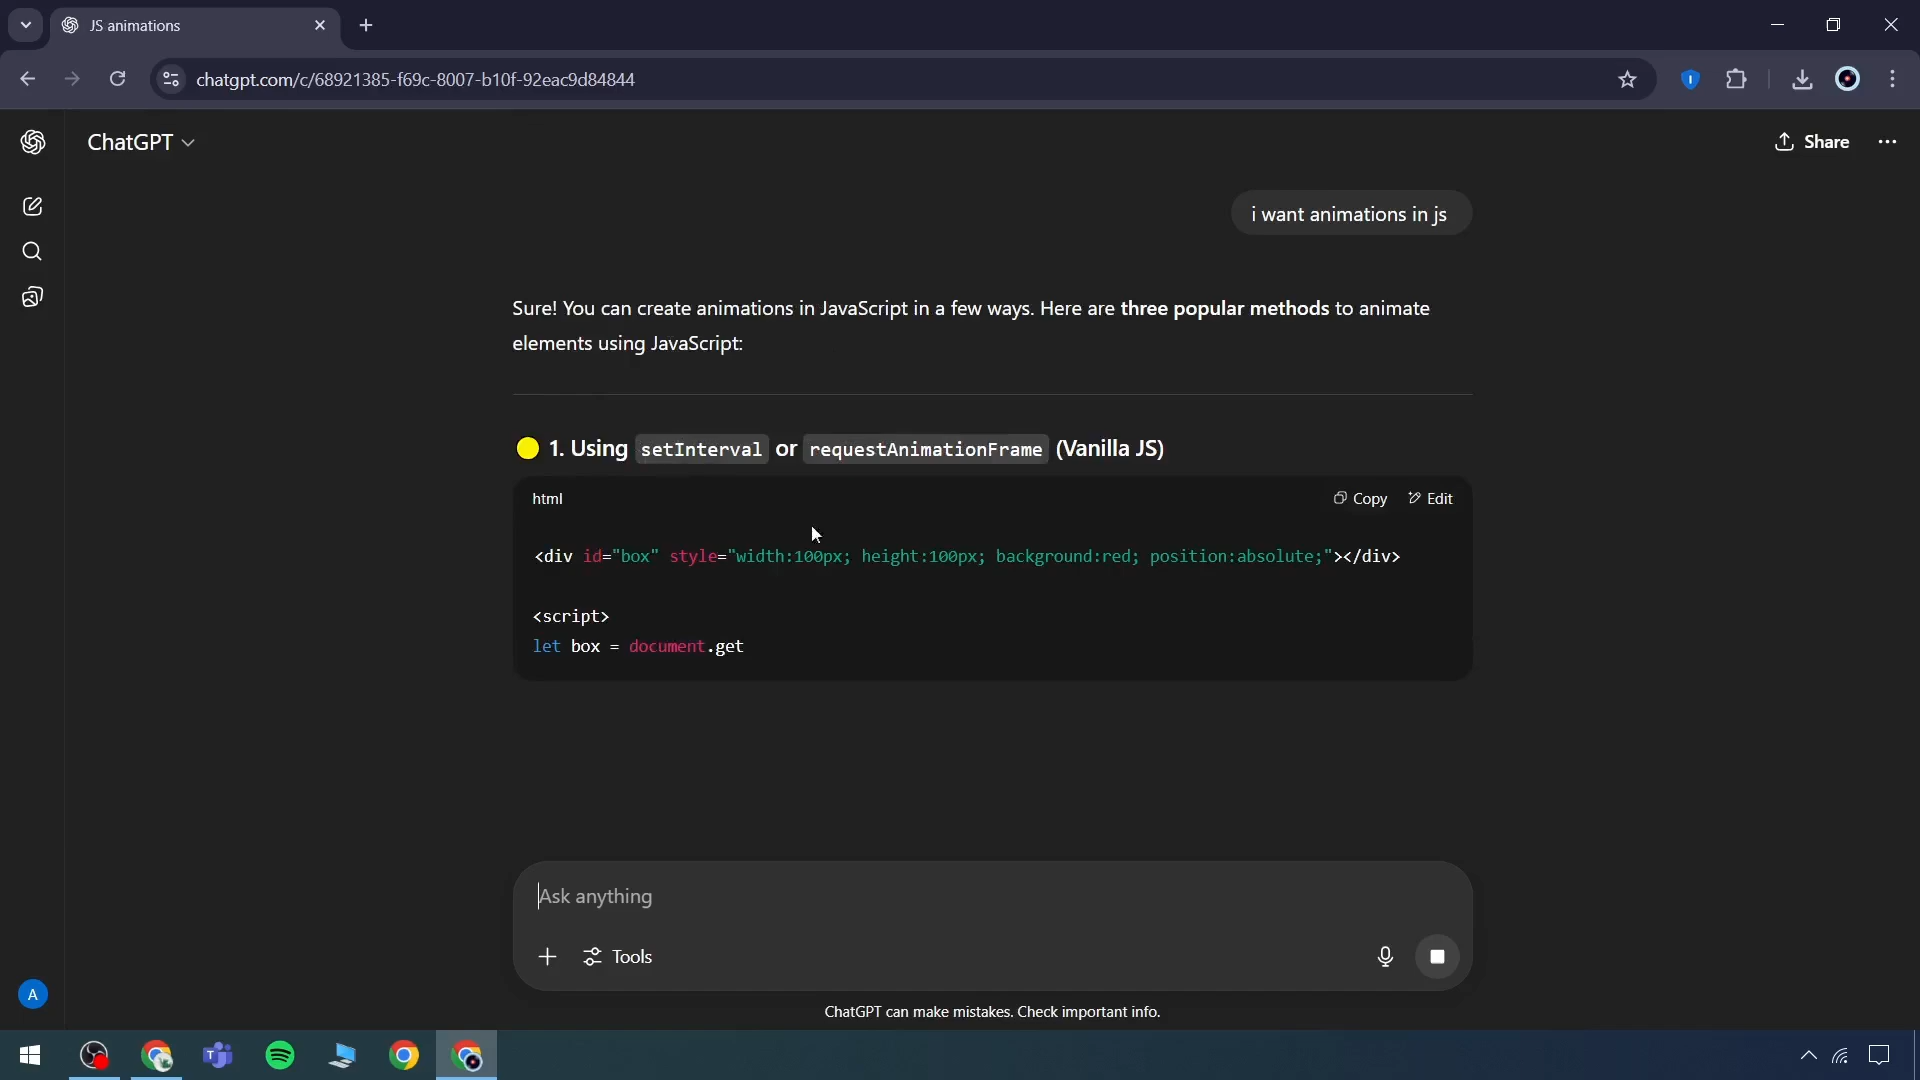 JS animations
chatgpt.com/c/68921385-f69c-8007-b10f-92eac9d84844
ChatGPT
Share
i want animations in js
Sure! You can create animations in JavaScript in a few ways. Here are three popular methods to animate
elements using JavaScript:
1. Using setInterval or requestAnimationFrame (Vanilla JS)
html
Copy
Edit
<div id="box" style="width:100px; height:100px; background:red; position:absolute;"></div>
<script>
let box = document.get
Ask anything
Tools
A
ChatGPT can make mistakes. Check important info.